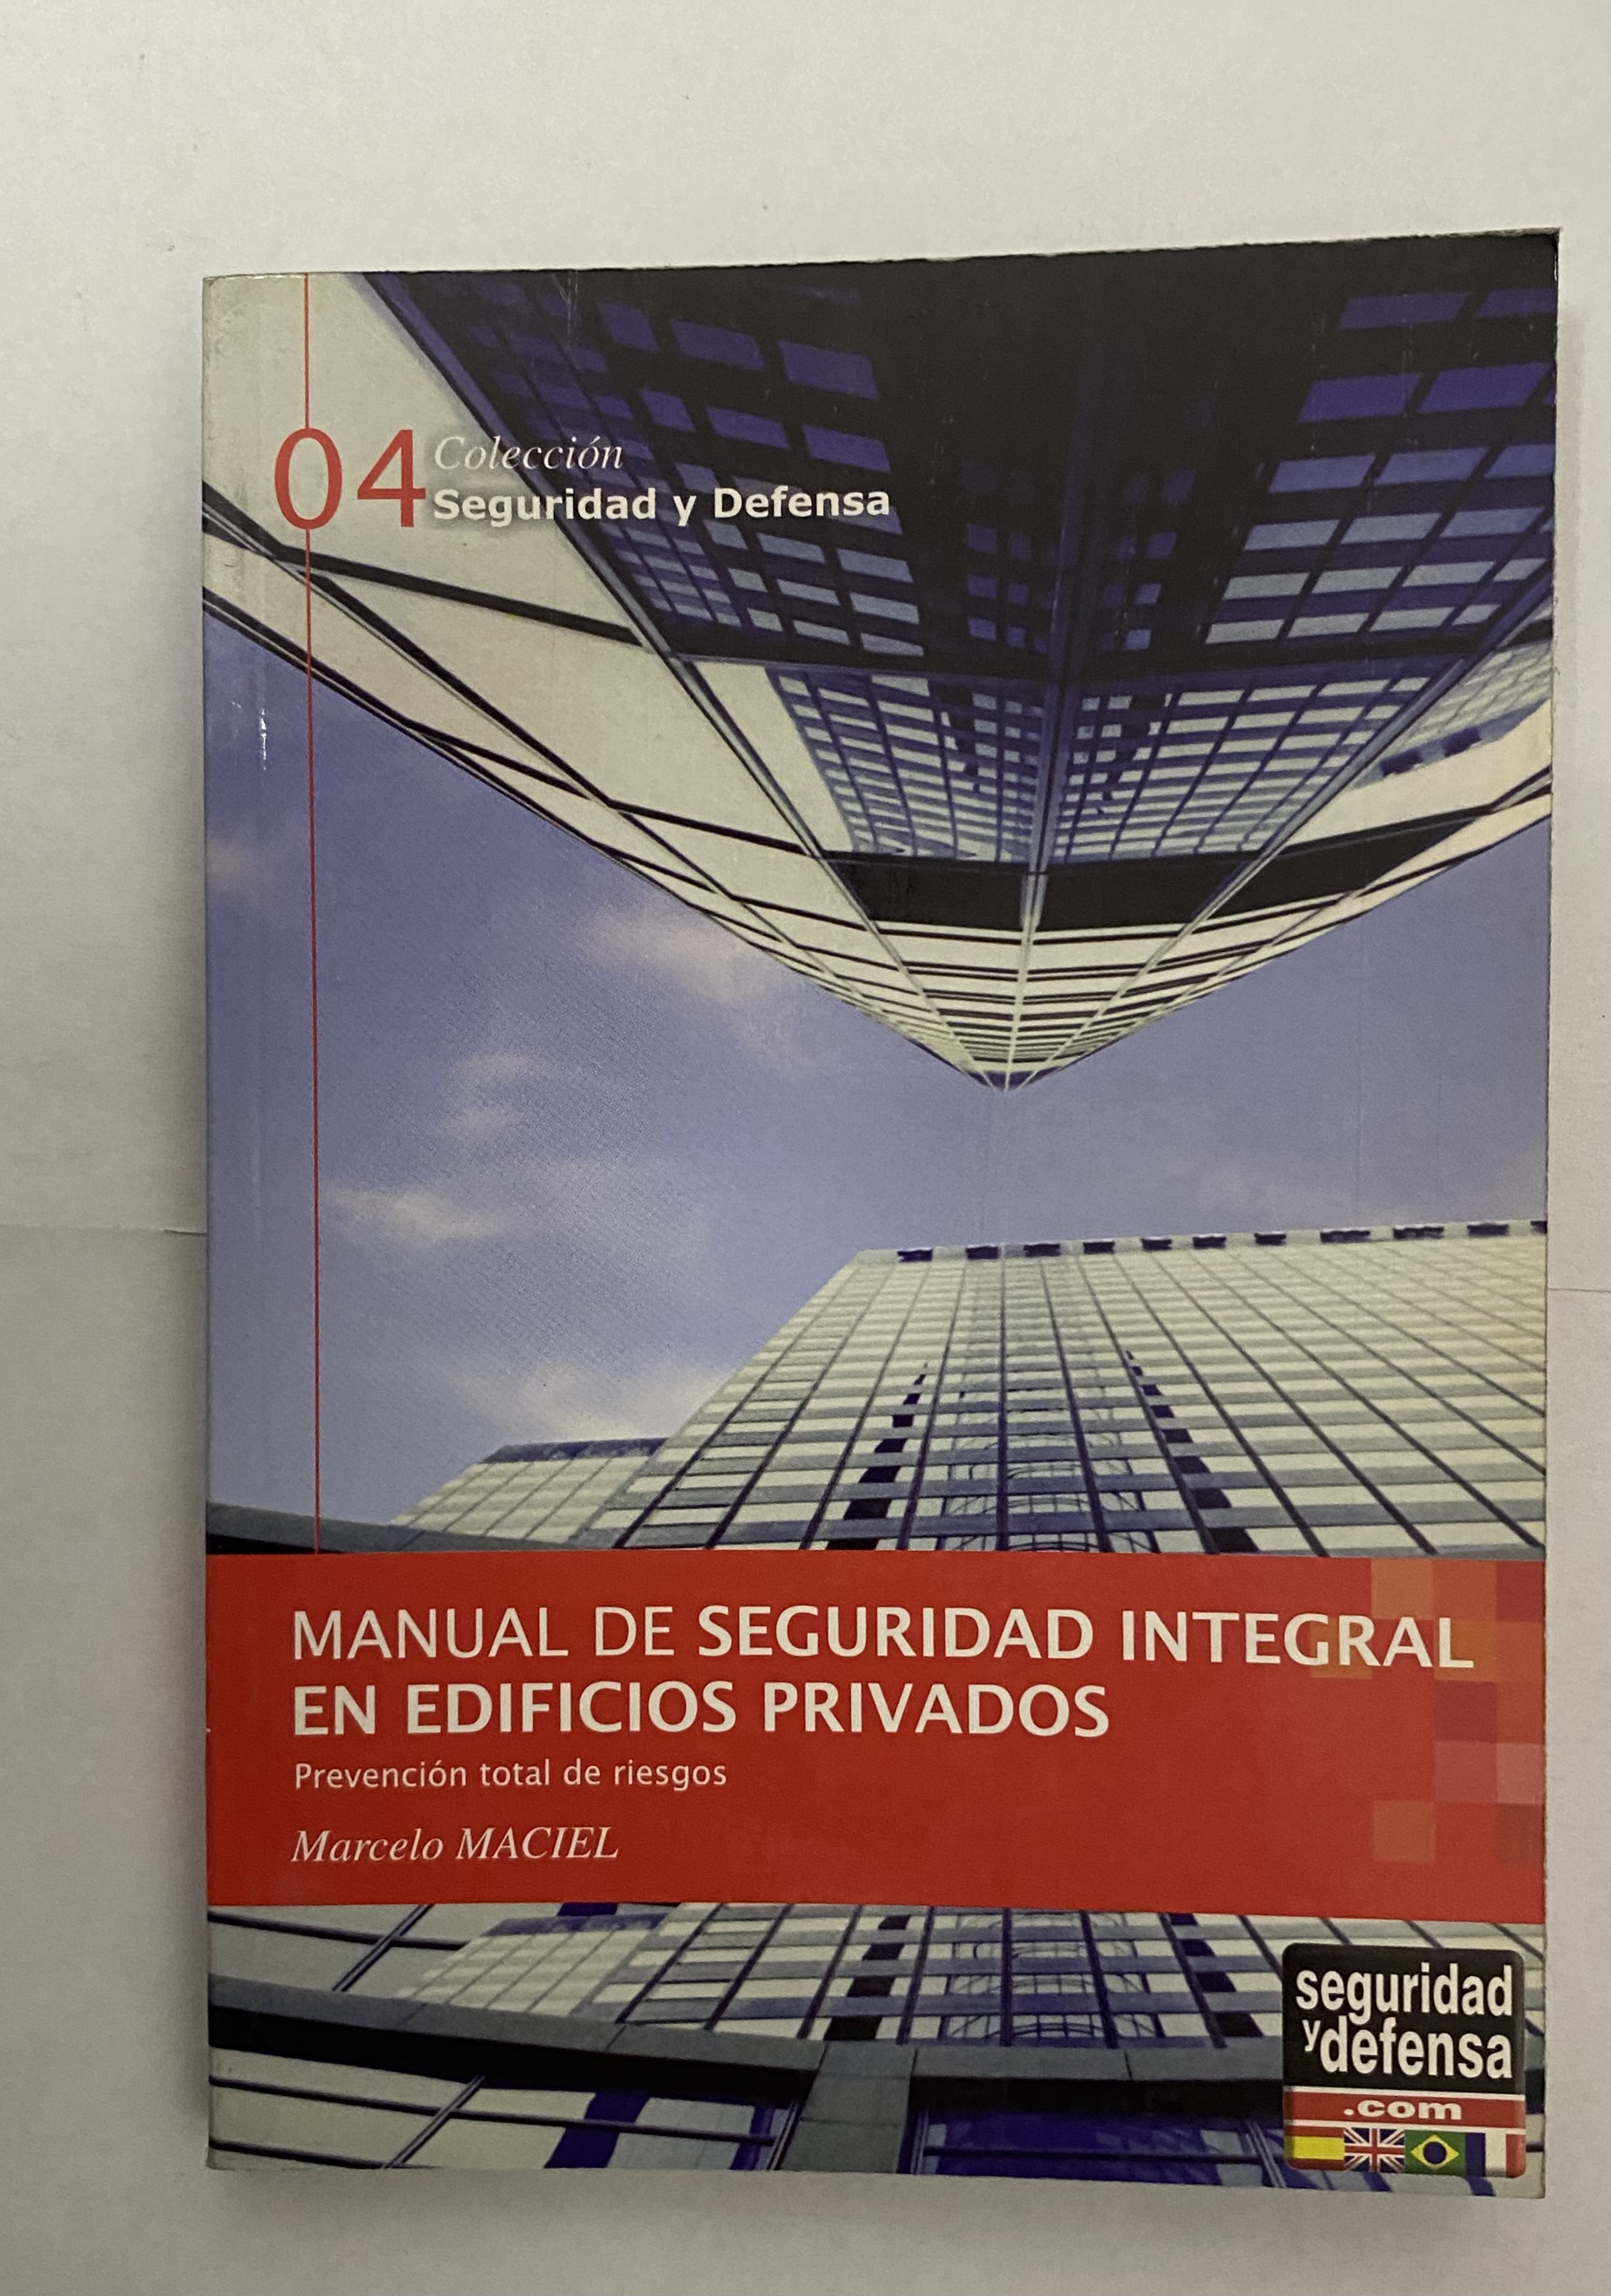 04 Colección
Seguridad y Defensa
MANUAL DE SEGURIDAD INTEGRAL
EN EDIFICIOS PRIVADOS
Prevención total de riesgos
Marcelo MACIEL
seguridad
y defensa
.com